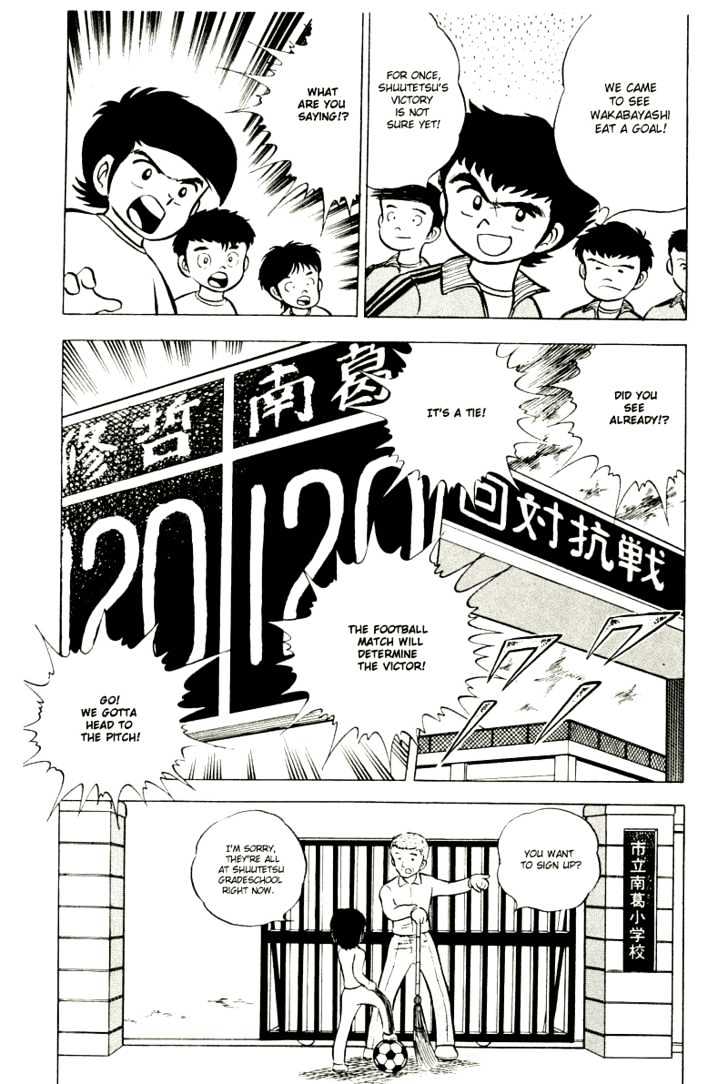 WE CAME
TO SEE
WAKABAYASHI
EAT A GOAL!
FOR ONCE,
SHUUTETSU'S
VICTORY
IS NOT
SURE YET!
WHAT
ARE YOU
SAYING!?
DID YOU
SEE
ALREADY!?
IT'S A TIE!
回対抗戦
南葛
修哲
120
120
THE FOOTBALL
MATCH WILL
DETERMINE
THE VICTOR!
GO!
WE GOTTA
HEAD TO
THE PITCH!
YOU WANT
TO SIGN UP?
I'M SORRY,
THEY'RE ALL
AT SHUUTETSU
GRADESCHOOL
RIGHT NOW.
市立南葛小学校